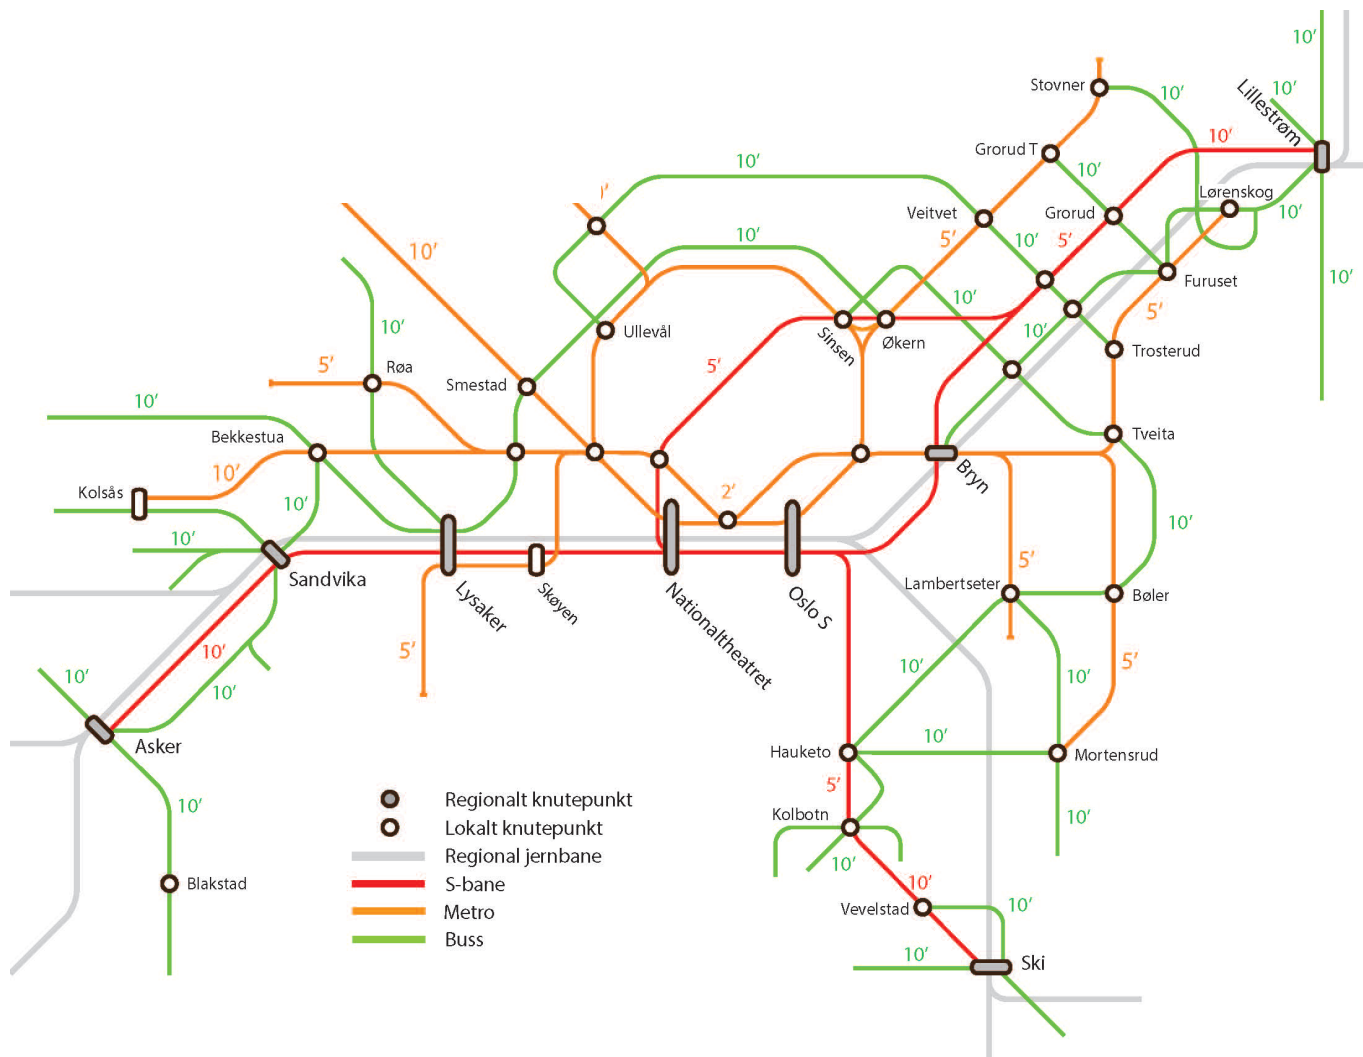 10’
Stovner
10’
Lillestrøm
10’
10’
Grorud T
10’
10’
10’
Lørenskog
Veitvet
Grorud
10’
10’
5’
5’
10’
10’
10’
10’
Furuset
10’
5’
10’
Ullevål
Sinsen
Økern
10’
Trosterud
5’
Røa
5’
Smestad
10’
Bekkestua
Tveita
10’
Kolsås
10’
2’
Bryn
10’
10’
Sandvika
Lysaker
Skøyen
Nationaltheatret
Oslo S
5’
Lambertseter
Bøler
10’
5’
10’
10’
5’
10’
10’
Asker
Hauketo
10’
Mortensrud
5’
10’
Regionalt knutepunkt
Lokalt knutepunkt
Kolbotn
10’
10’
Regional jernbane
S-bane
Metro
Buss
Blakstad
10’
Vevelstad
10’
10’
Ski